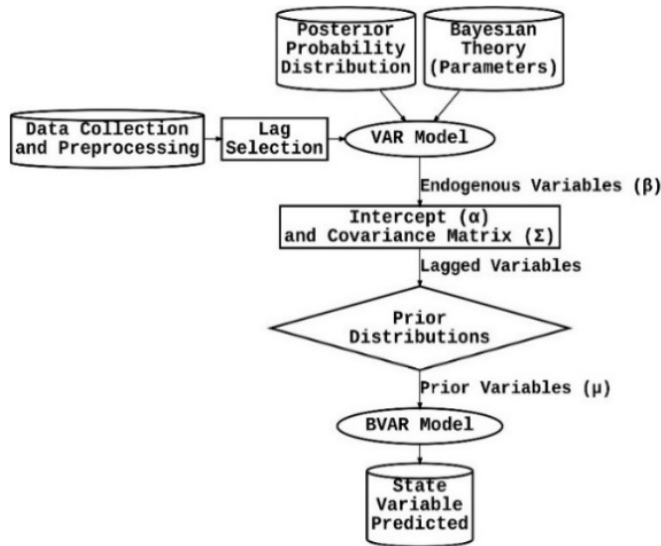 Posterior
Probability
Distribution
Bayesian
Theory
(Parameters)
Data Collection
and Preprocessing
Lag
Selection
VAR Model
Endogenous Variables (β)
Intercept (α)
and Covariance Matrix (Σ)
Lagged Variables
Prior
Distributions
Prior Variables (μ)
BVAR Model
State
Variable
Predicted